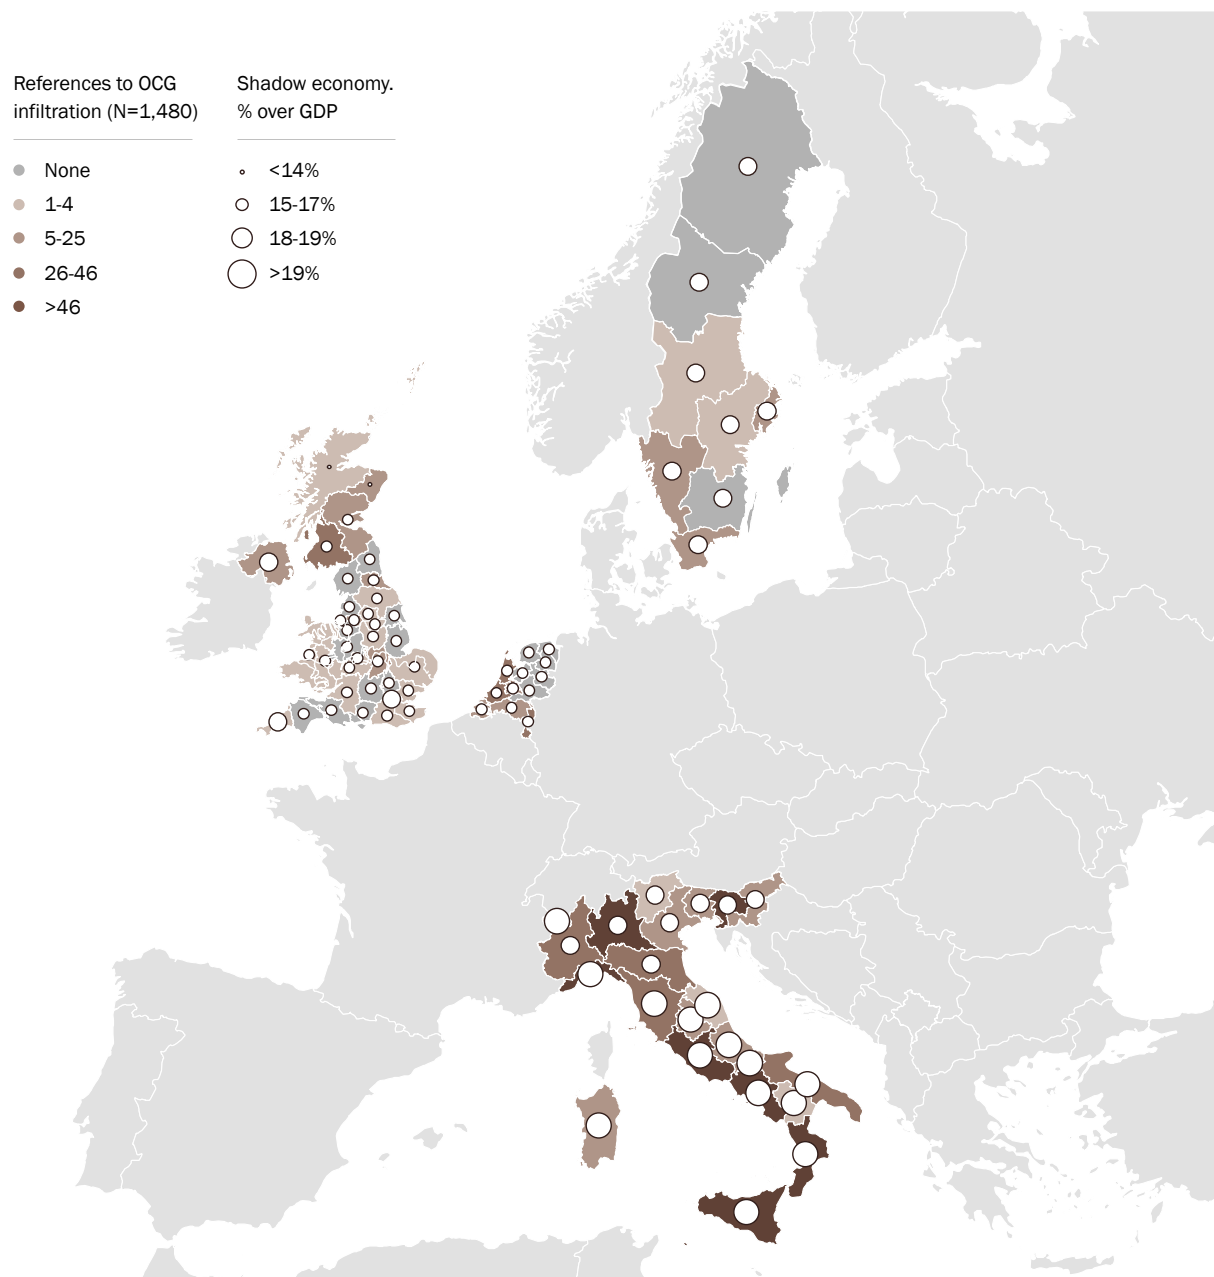 References to OCG
infiltration (N=1,480)
None
1-4
5-25
26-46
>46
Shadow economy.
% over GDP
<14%
15-17%
18-19%
>19%